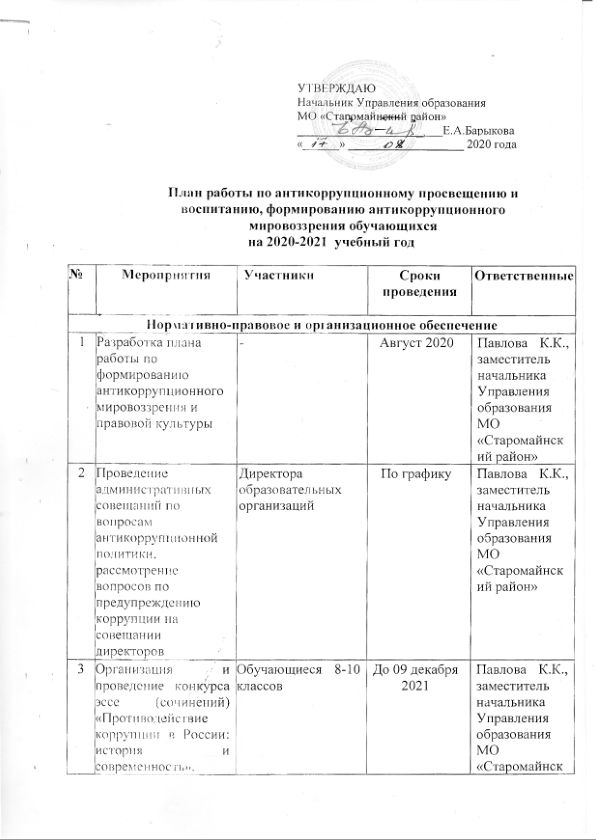 УТВЕРЖДАЮ
Начальник Управления образования
МО «Старомайнский район»
Е.А.Барыкова
« 17 » 08 2020 года
План работы по антикоррупционному просвещению и
воспитанию, формированию антикоррупционного
мировоззрения обучающихся
на 2020-2021 учебный год
№ Мероприятия Участники Сроки Ответственные
проведения
Нормативно-правовое и организационное обеспечение
1 Разработка плана - Август 2020 Павлова К.К.,
работы по заместитель
формированию начальника
антикоррупционного Управления
мировоззрения и образования
правовой культуры МО
«Старомайнск
ий район»
2 Проведение Директора По графику Павлова К.К.,
административных образовательных заместитель
совещаний по организаций начальника
вопросам Управления
антикоррупционной образования
политики, МО
рассмотрение «Старомайнск
вопросов по ий район»
предупреждению
коррупции на
совещании
директоров
3 Организация и Обучающиеся 8-10 До 09 декабря Павлова К.К.,
проведение конкурса классов 2021 заместитель
эссе (сочинений) начальника
«Противодействие Управления
коррупции в России: образования
история и МО
современность». «Старомайнск